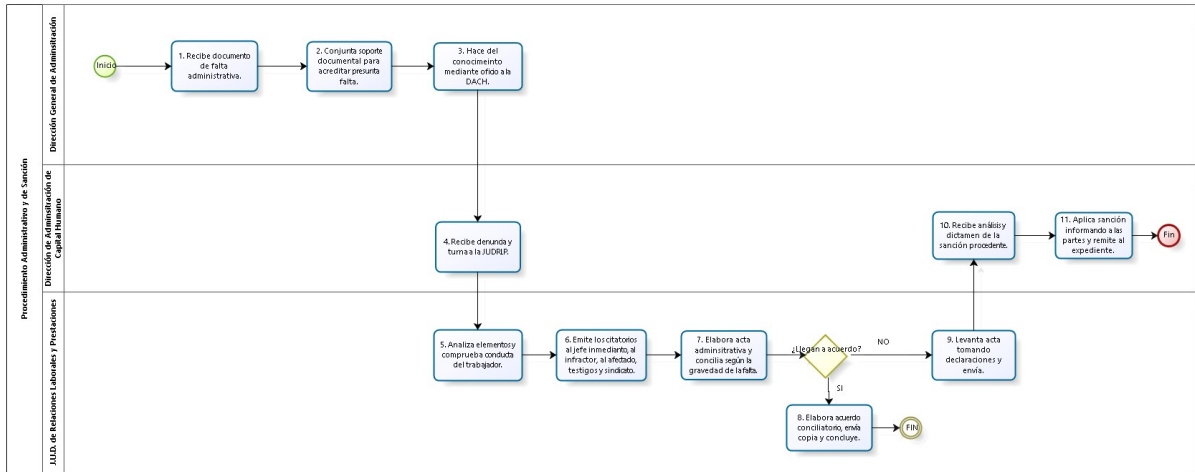 Procedimiento Administrativo y de Sanción
Dirección General de Adminsitración
Inicio
1. Recibe documento
de falta
administrativa.
2. Conjunta soporte
documental para
acreditar presunta
falta.
3. Hace del
conocimiento
mediante ofido a la
DACH.
Dirección de Adminsitración de
Capital Humano
4. Recibe denuncia y
turna a la JUDRLP.
10. Recibe análisis y
dictamen de la
sanción procedente.
11. Aplica sanción
informando a las
partes y remite al
expediente.
Fin
J.U.D. de Relaciones Laborales y Prestaciones
5. Analiza elementos y
comprueba conducta
del trabajador.
6. Emite los citatorios
al jefe inmedianto, al
infractor, al afectado,
testigos y sindicato.
7. Elabora acta
adminsitrativa y
concilia según la
gravedad de la falta.
¿Llegan a acuerdo?
NO
9. Levanta acta
tomando
declaraciones y
envía.
SI
8. Elabora acuerdo
conciliatorio, envía
copia y concluye.
FIN